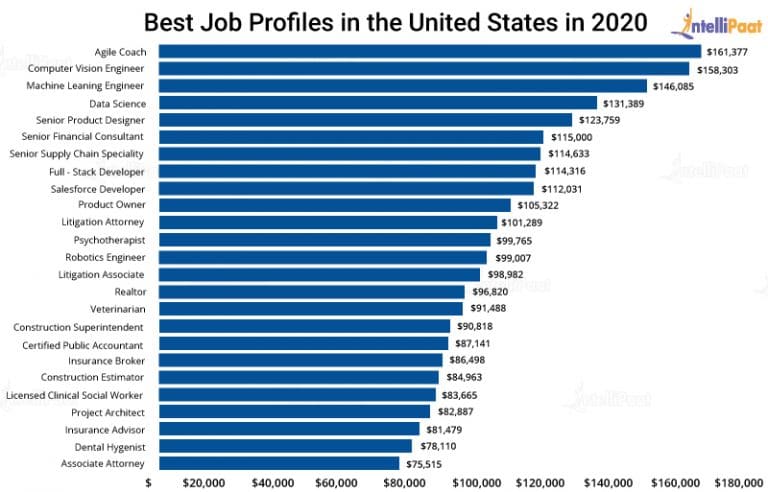 Best Job Profiles in the United States in 2020
intelliPaat
Agile Coach $161,377
Computer Vision Engineer $158,303
Machine Leaning Engineer $146,085
Data Science $131,389
Senior Product Designer $123,759
Senior Financial Consultant $115,000
Senior Supply Chain Speciality $114,633
Full - Stack Developer $114,316
Salesforce Developer $112,031
Product Owner $105,322
Litigation Attorney $101,289
Psychotherapist $99,765
Robotics Engineer $99,007
Litigation Associate $98,982
Realtor $96,820
Veterinarian $91,488
Construction Superintendent $90,818
Certified Public Accountant $87,141
Insurance Broker $86,498
Construction Estimator $84,963
Licensed Clinical Social Worker $83,665
Project Architect $82,887
Insurance Advisor $81,479
Dental Hygenist $78,110
Associate Attorney $75,515
$ $20,000 $40,000 $60,000 $80,000 $100,000 $120,000 $140,000 $160,000 $180,000